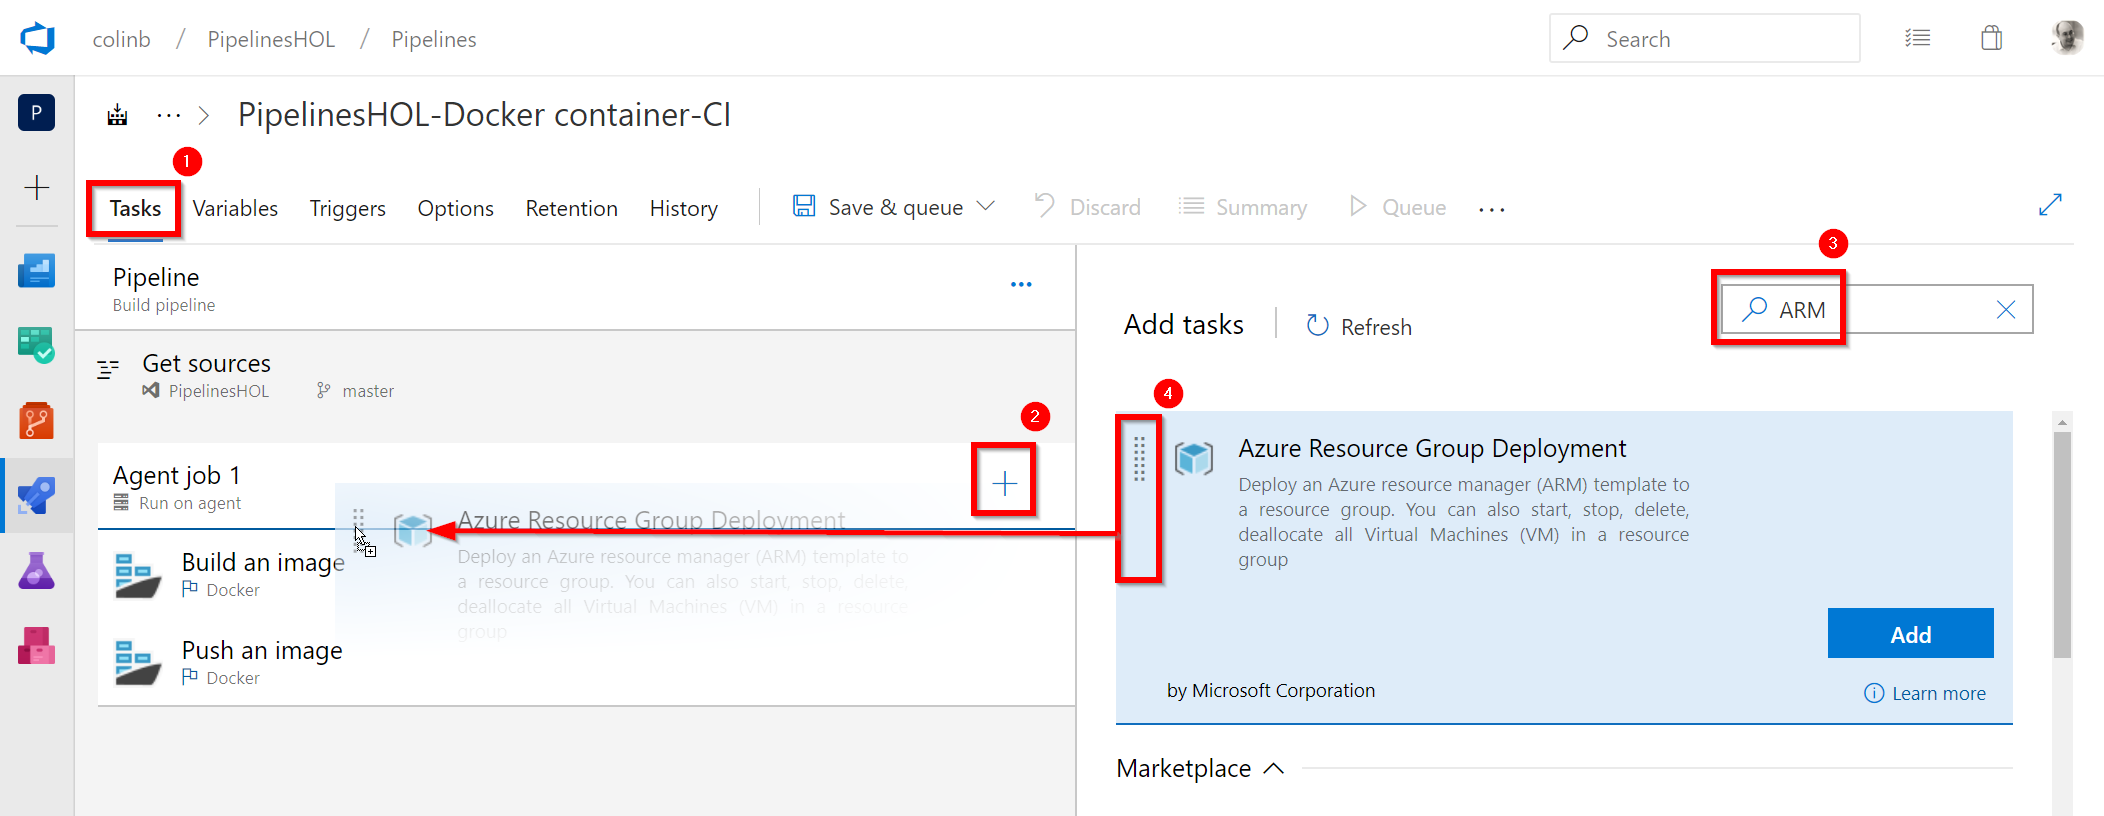 colinb / PipelinesHOL / Pipelines
Search
P
... > PipelinesHOL-Docker container-CI
1
Tasks Variables Triggers Options Retention History Save & queue Discard Summary Queue ...
Pipeline
Build pipeline
Get sources
PipelinesHOL master
2
Agent job 1
Run on agent
Build an image
Docker
Push an image
Docker
Azure Resource Group Deployment
Deploy an Azure resource manager (ARM) template to
a resource group. You can also start, stop, delete,
deallocate all Virtual Machines (VM) in a resource
group
3
Add tasks Refresh
ARM
4
Azure Resource Group Deployment
Deploy an Azure resource manager (ARM) template to
a resource group. You can also start, stop, delete,
deallocate all Virtual Machines (VM) in a resource
group
Add
by Microsoft Corporation
Learn more
Marketplace